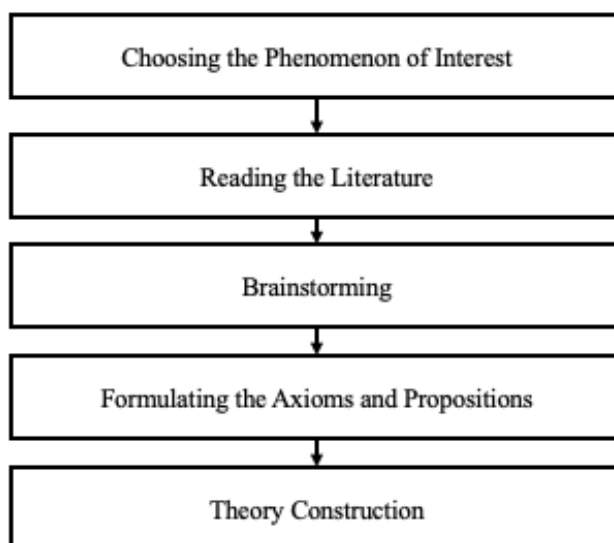 Choosing the Phenomenon of Interest
Reading the Literature
Brainstorming
Formulating the Axioms and Propositions
Theory Construction